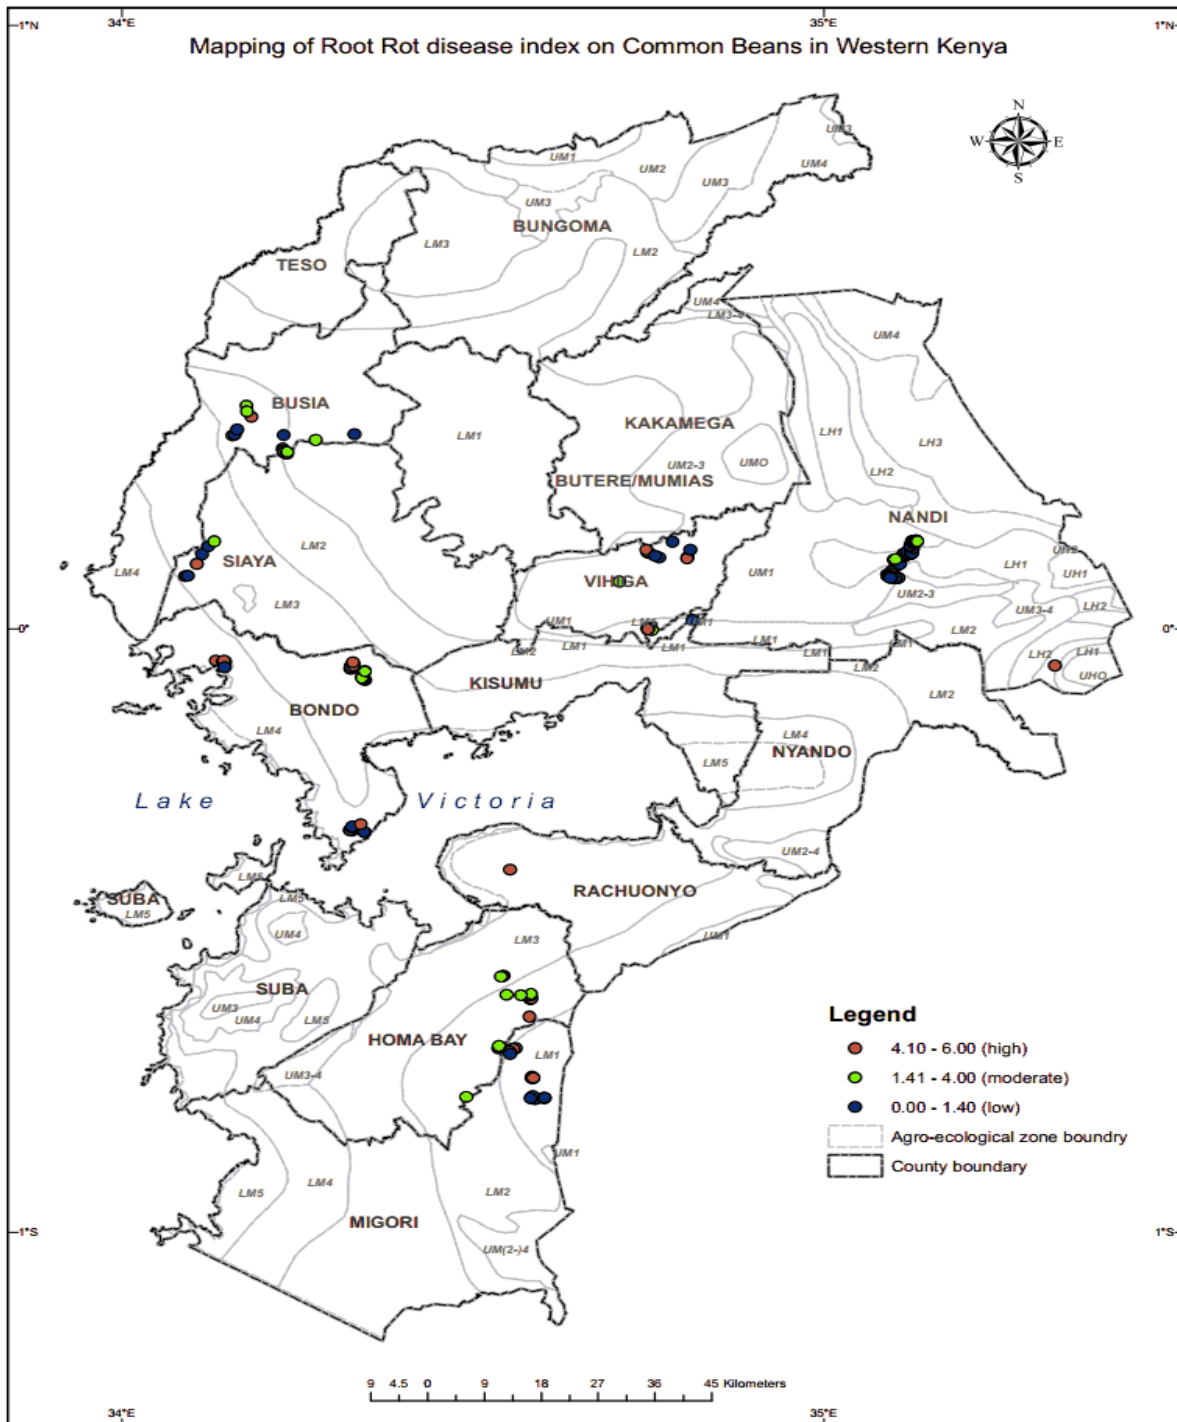 34°E 35°E
1°N 1°N
Mapping of Root Rot disease index on Common Beans in Western Kenya
N
W E
S
UM3
UM1
UM4
UM2
UM3
UM3
BUNGOMA
LM3
LM2
TESO
UM4
LM3-4
UM4
BUSIA
KAKAMEGA
LM1
LH1
LH3
UM2-3
UMO
LH2
BUTERE/MUMIAS
NANDI
LM2
SIAYA
UH2
LM4
UM1
LH1
UH1
VIHIGA
UM2-3
LM3
LH2
UM3-4
UM1
0° 0°
LM2
LM1
LM1
LM1
LM1
LM2
LM1
LM2
LH2
LH1
UHO
KISUMU
LM2
LM2
BONDO
LM4
LM4
NYANDO
LM5
Lake Victoria
UM2-4
LM5
RACHUONYO
SUBA
LM5
LM5
UM4
UM1
LM3
SUBA
UM3
UM4
LM5
Legend
HOMA BAY
4.10 - 6.00 (high)
LM1
UM3-4
1.41 - 4.00 (moderate)
0.00 - 1.40 (low)
Agro-ecological zone boundry
UM1
County boundary
LM4
LM5
LM2
MIGORI
1°S 1°S
UM(2-)4
9 4.5 0 9 18 27 36 45 Kilometers
34°E 35°E